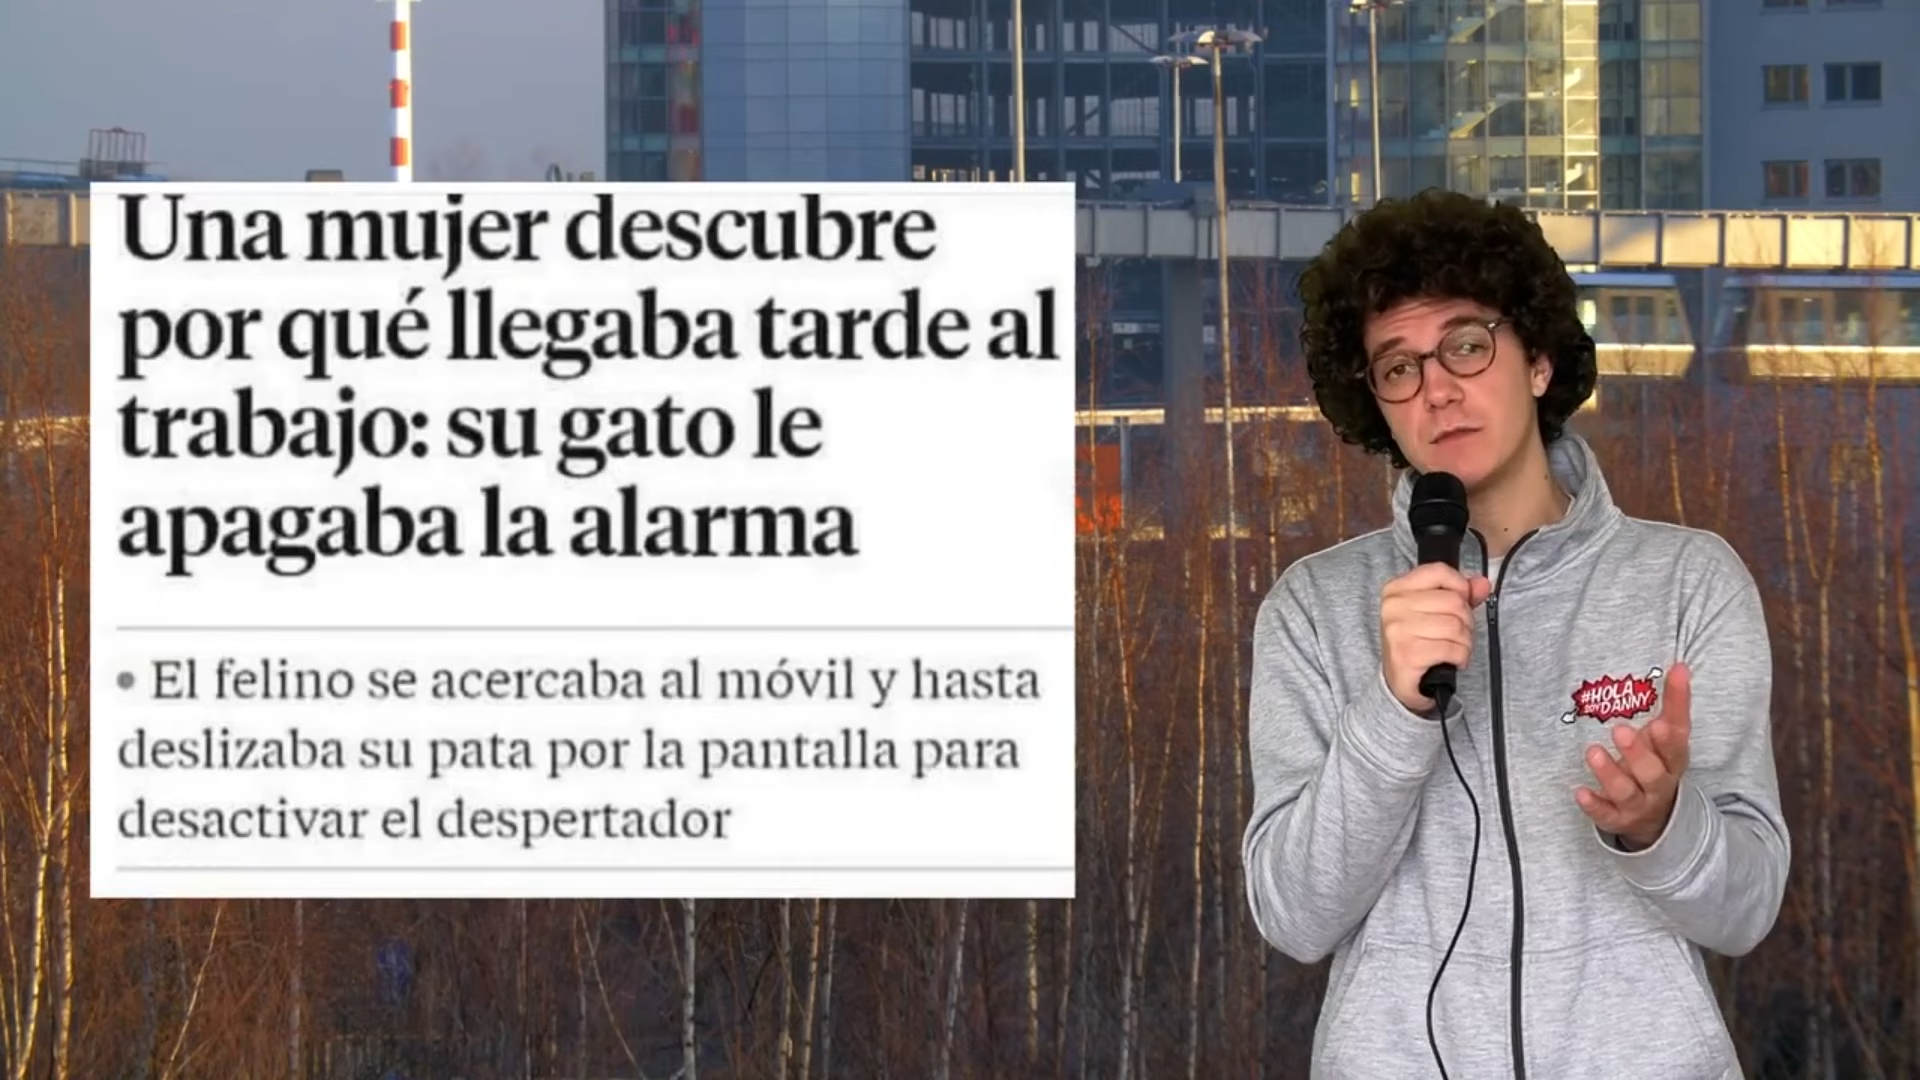 Una mujer descubre
por qué llegaba tarde al
trabajo: su gato le
apagaba la alarma
• El felino se acercaba al móvil y hasta
deslizaba su pata por la pantalla para
desactivar el despertador
#HOLA
SOY DANNY